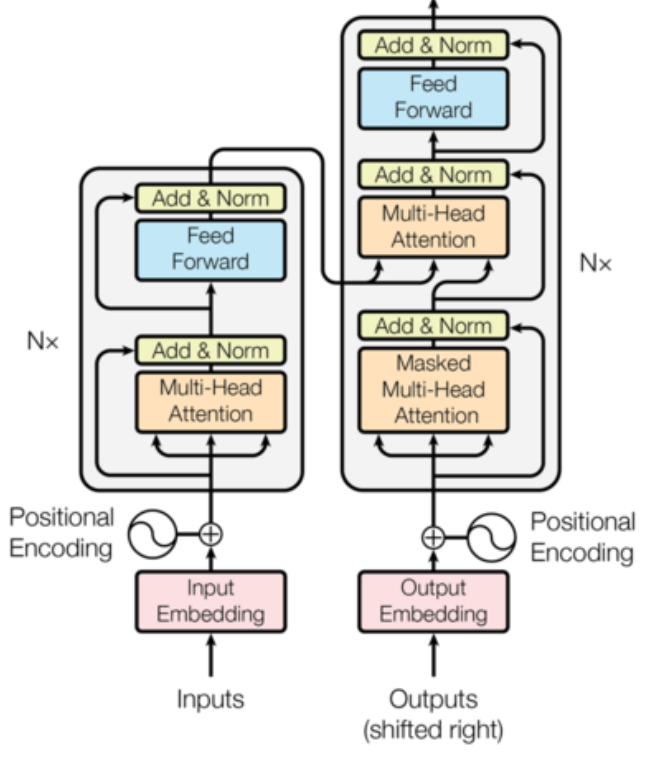 Add & Norm
Feed
Forward
Add & Norm
Multi-Head
Attention
Add & Norm
Masked
Multi-Head
Attention
Nx
Add & Norm
Feed
Forward
Add & Norm
Multi-Head
Attention
Nx
Positional
Encoding
Positional
Encoding
Input
Embedding
Output
Embedding
Inputs
Outputs
(shifted right)